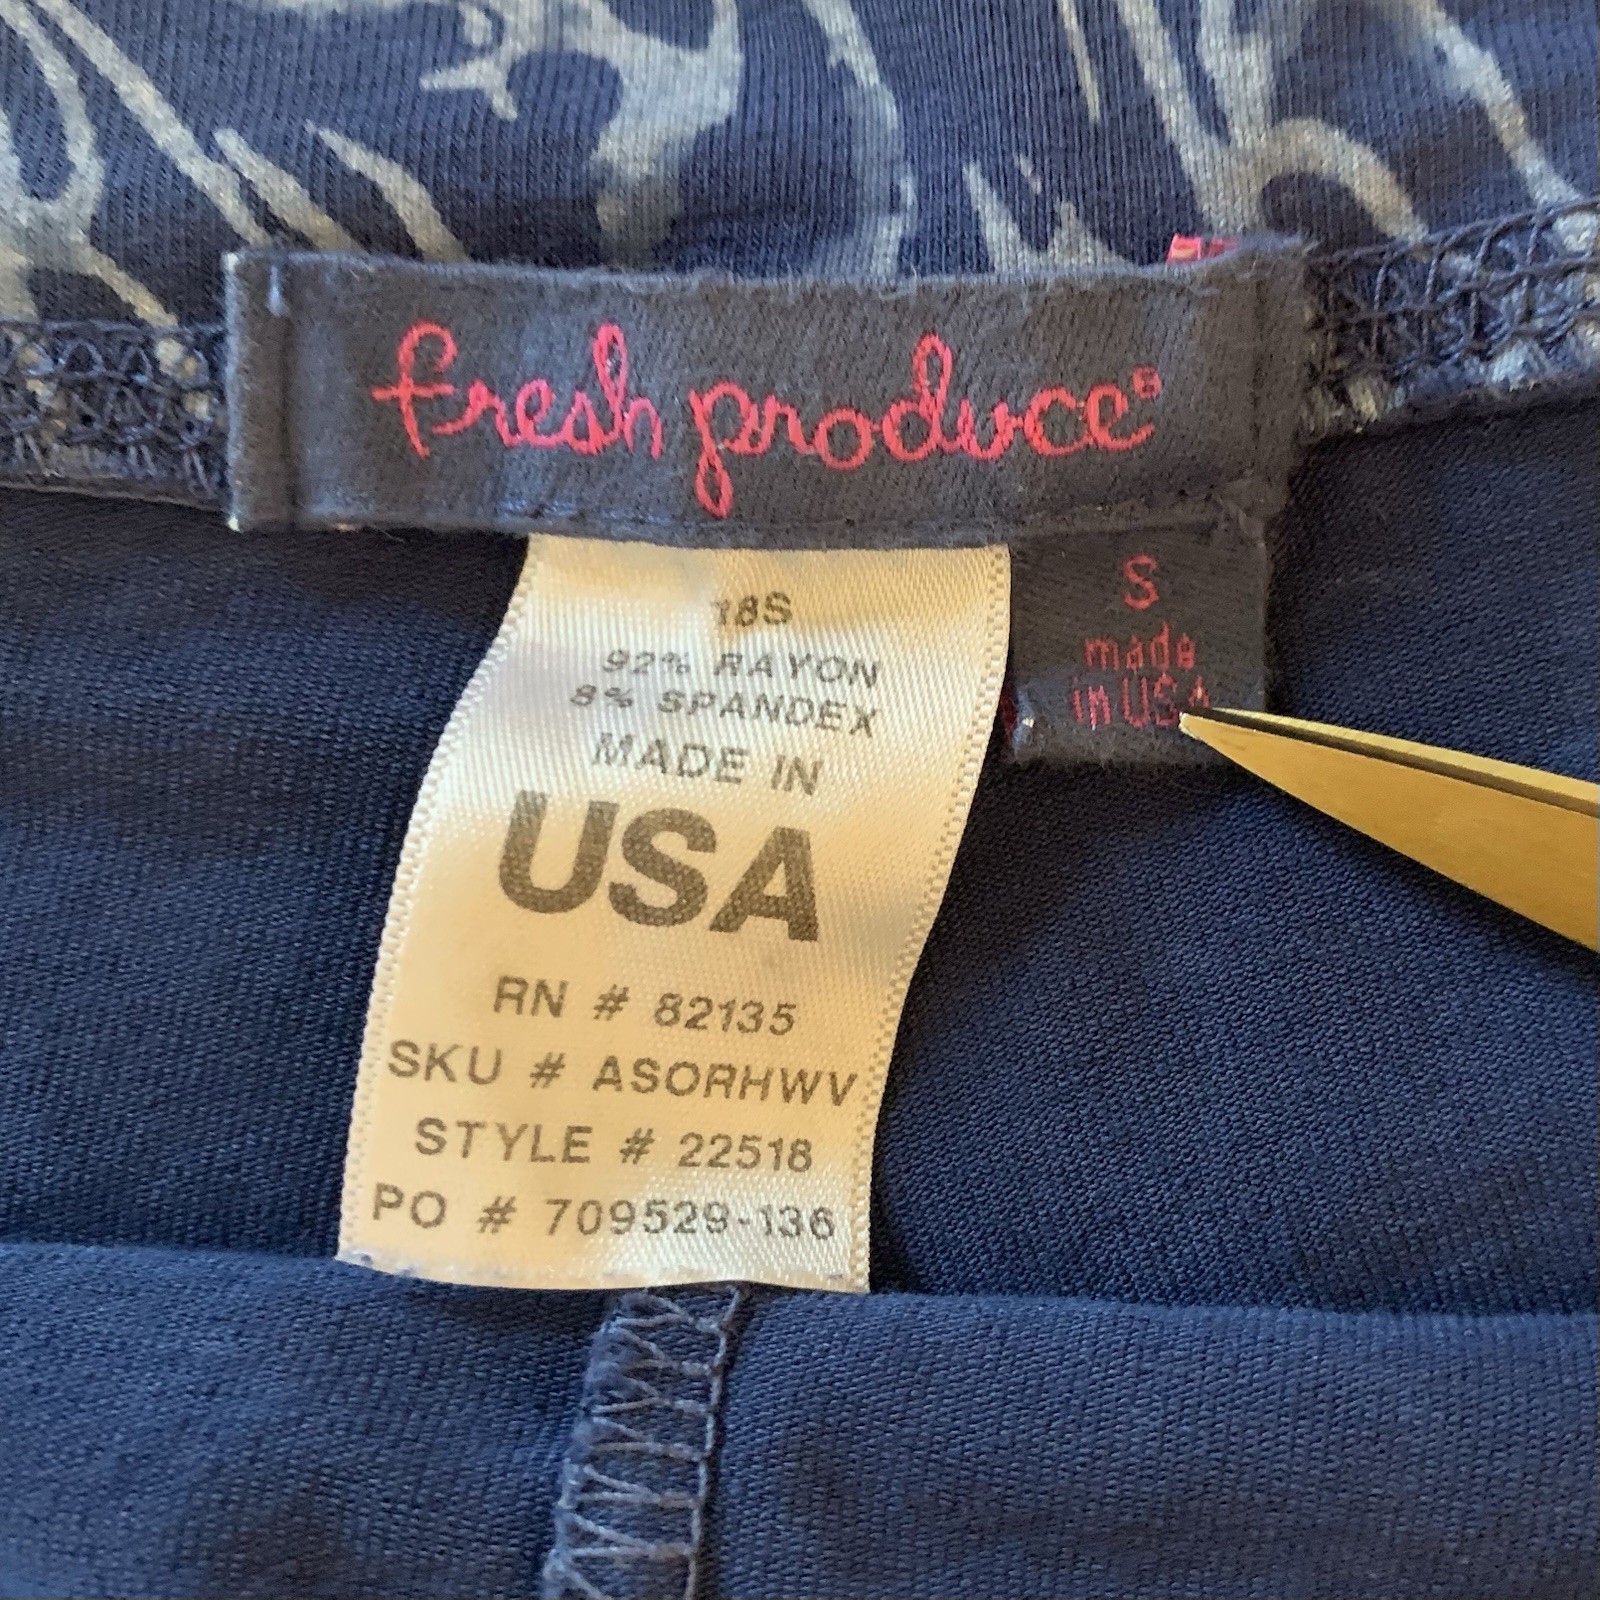 fresh produce®
S
made
in USA
18S
92% RAYON
8% SPANDEX
MADE IN
USA
RN # 82135
SKU # ASORHWV
STYLE # 22518
PO # 709529-136